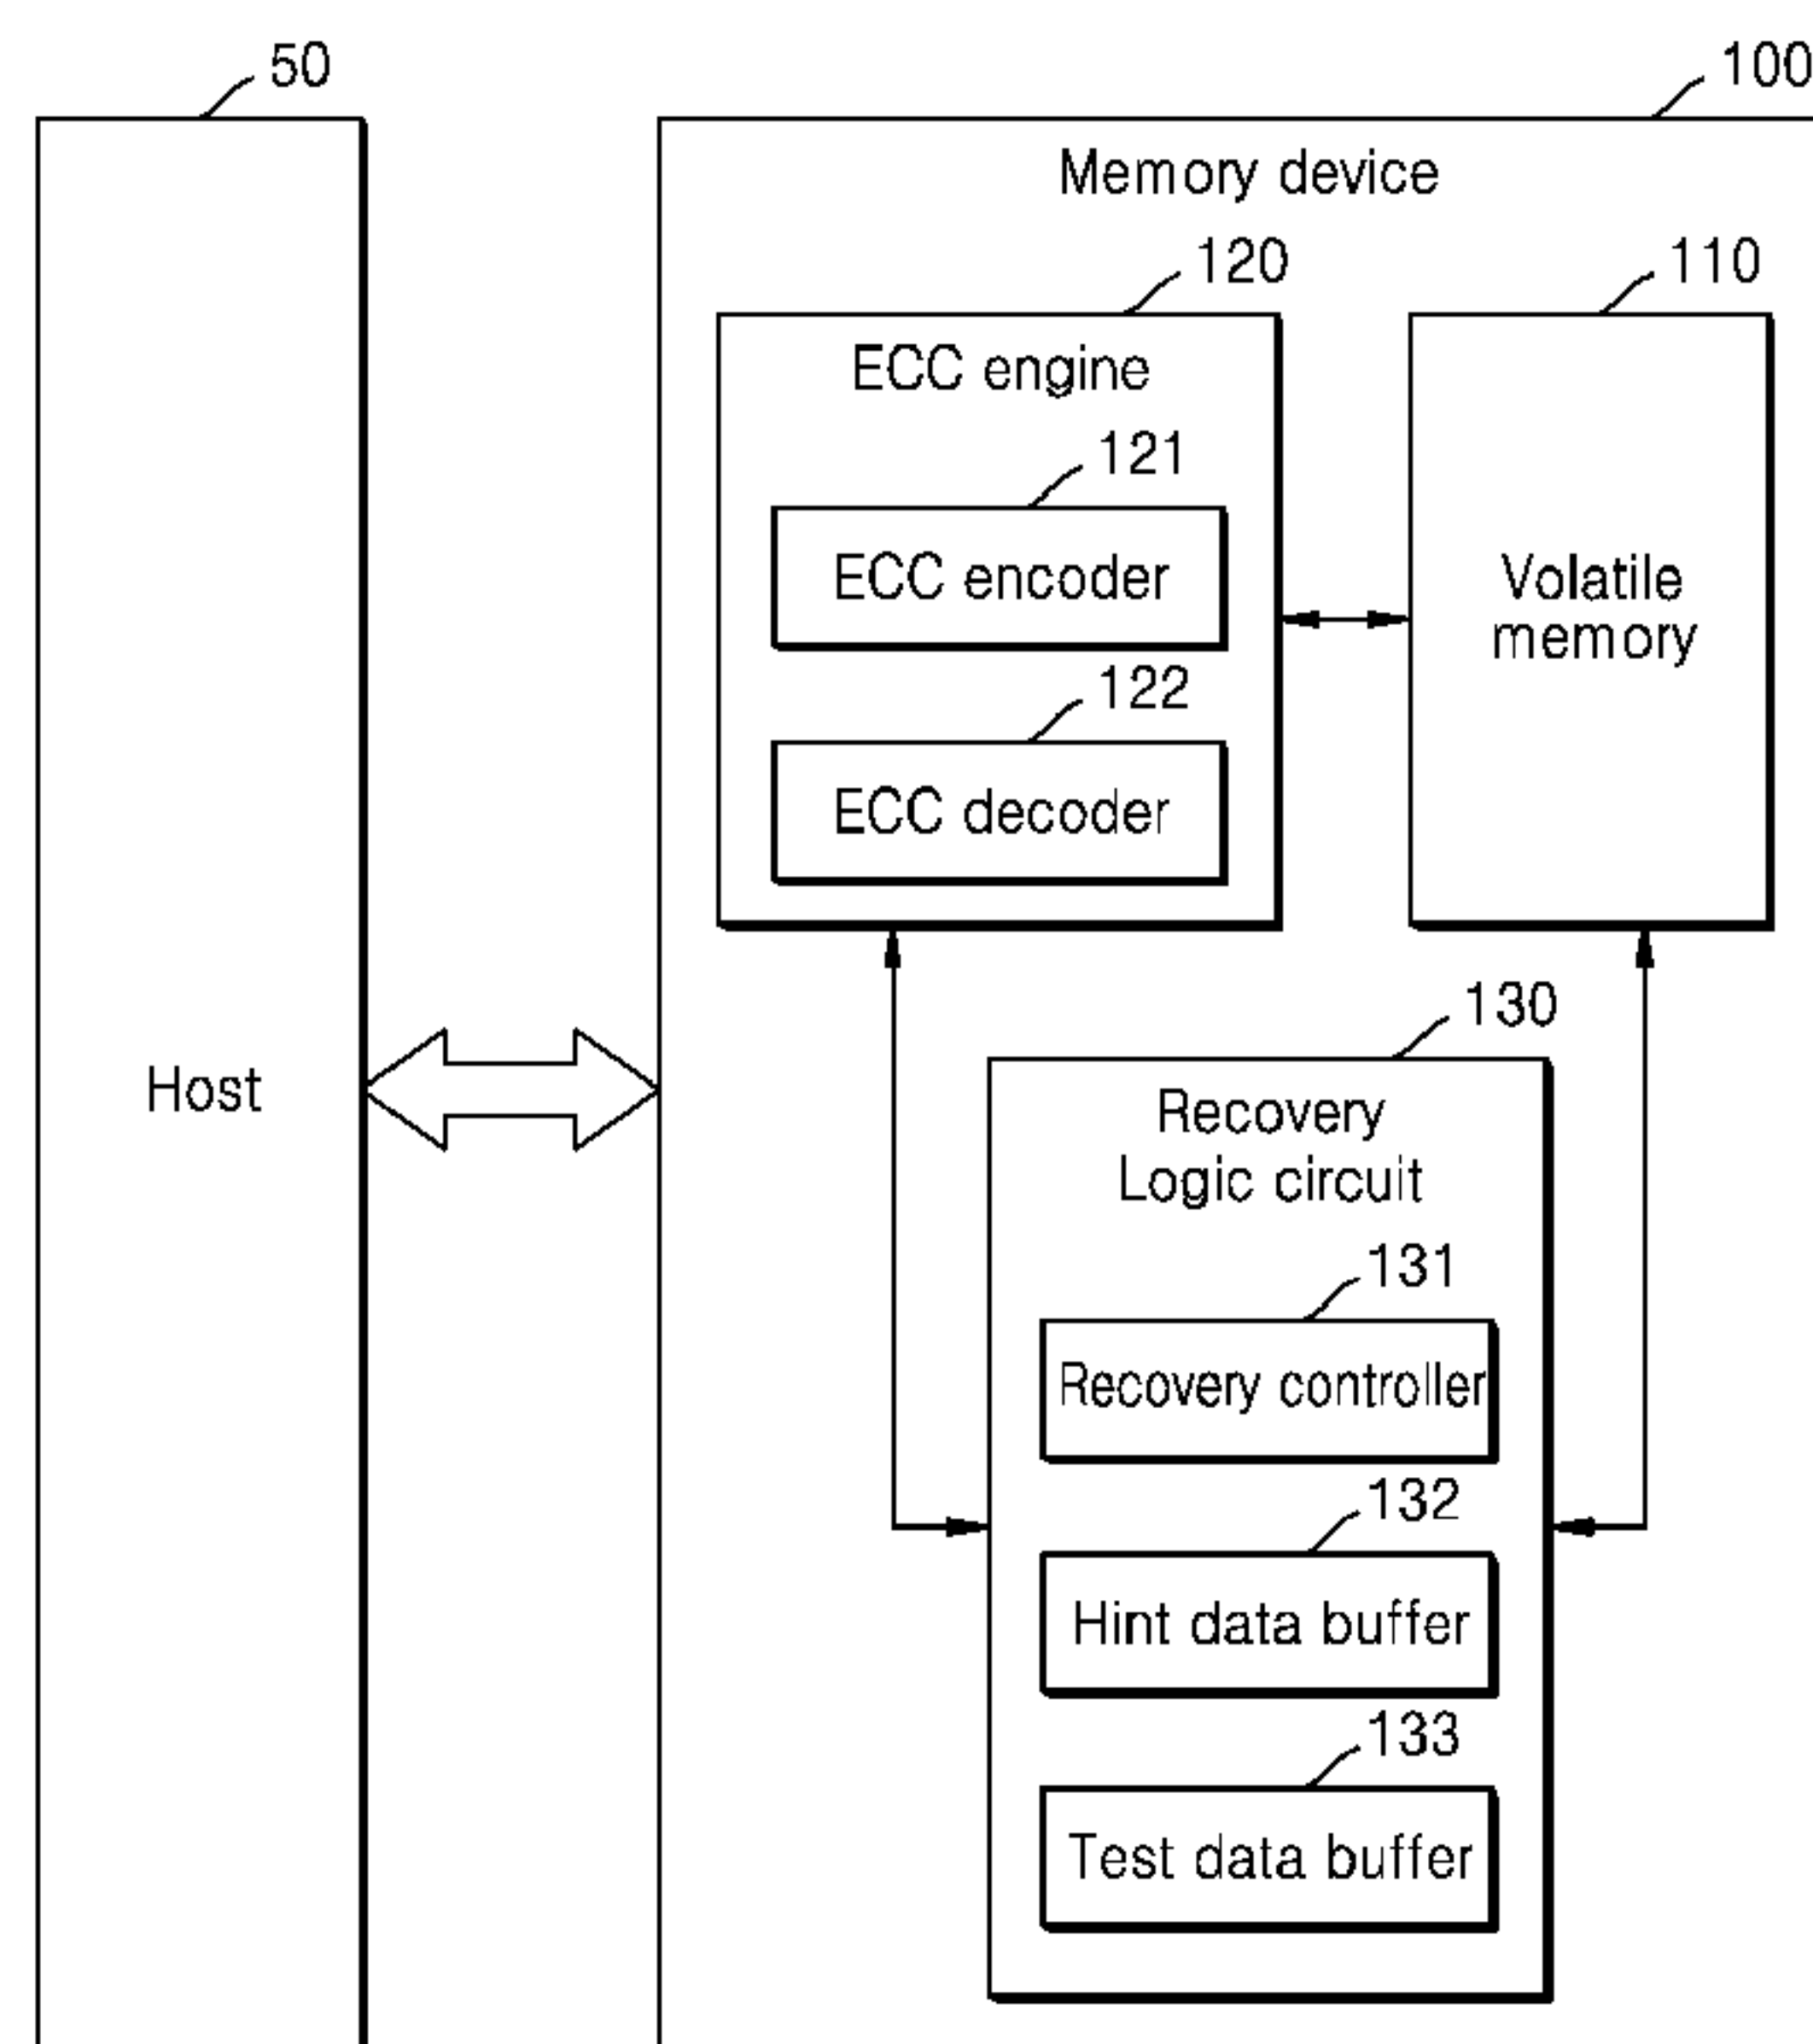 50
100
Memory device
120
110
ECC engine
121
ECC encoder
Volatile
memory
122
ECC decoder
130
Host
Recovery
Logic circuit
131
Recovery controller
132
Hint data buffer
133
Test data buffer